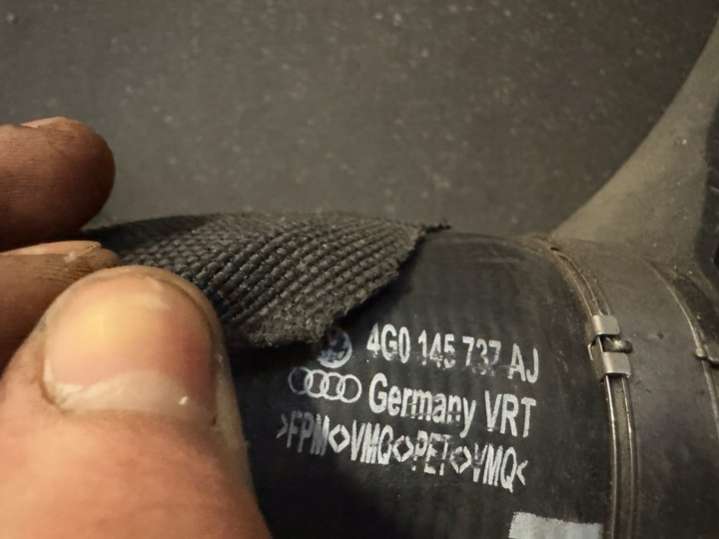 4G0 145 737 AJ
Germany VRT
>FPM<>VMQ<>PET<>VMQ<